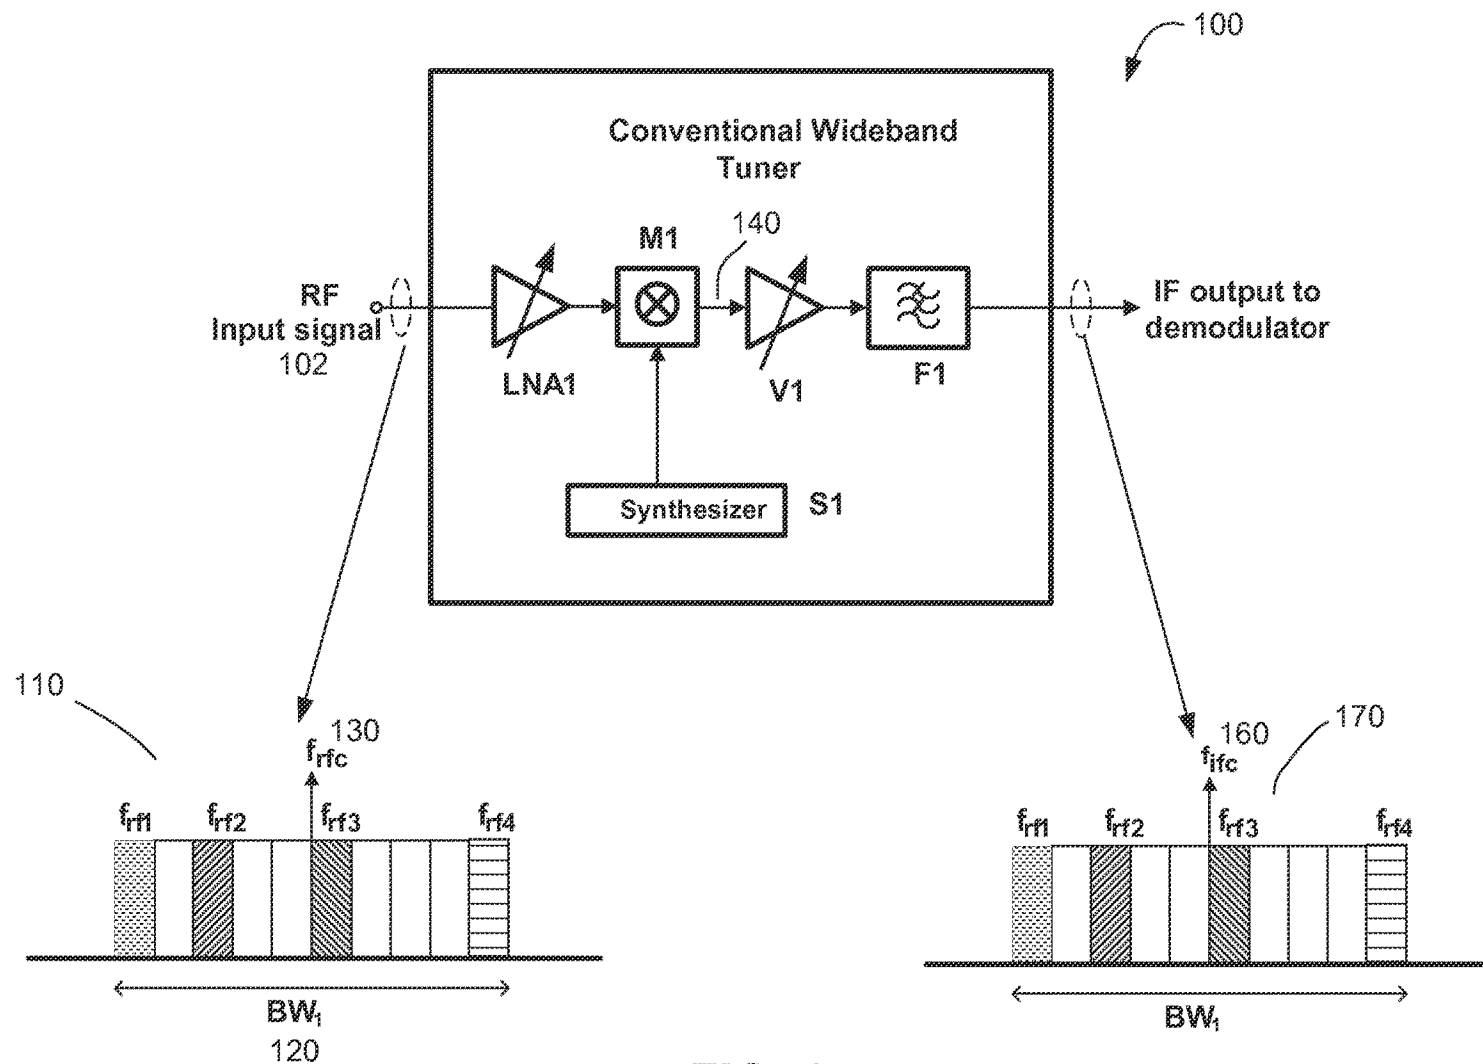 100
Conventional Wideband
Tuner
140
M1
RF
Input signal
102
LNA1
V1
F1
IF output to
demodulator
Synthesizer
S1
110
130
f_rfc
f_rf1
f_rf2
f_rf3
f_rf4
BW_1
120
160
f_ifc
170
f_rf1
f_rf2
f_rf3
f_rf4
BW_1